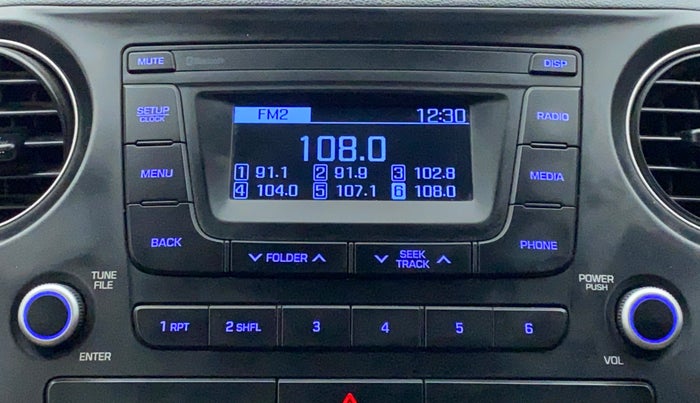 MUTE
Bluetooth
DISP
SETUP
CLOCK
FM2 12:30
RADIO
108.0
MENU
1 91.1 2 91.9 3 102.8
4 104.0 5 107.1 6 108.0
MEDIA
BACK
FOLDER
SEEK
TRACK
PHONE
TUNE
FILE
POWER
PUSH
1 RPT 2 SHFL 3 4 5 6
ENTER
VOL